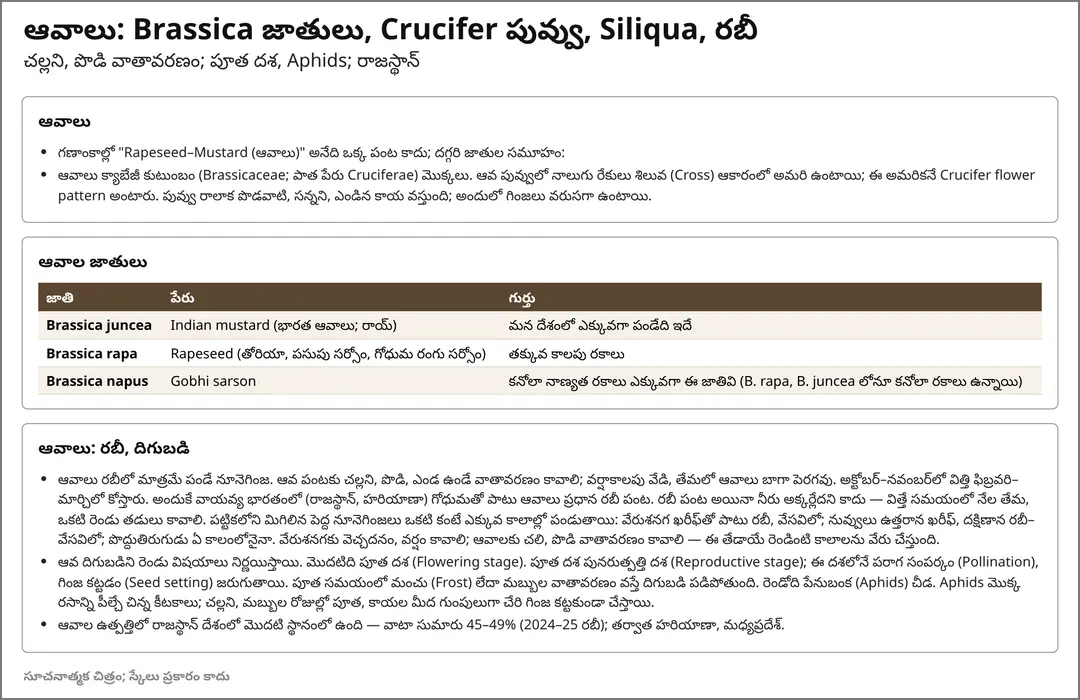 ఆవాలు: Brassica జాతులు, Crucifer పువ్వు, Siliqua, రబీ
చల్లని, పొడి వాతావరణం; పూత దశ, Aphids; రాజస్థాన్
ఆవాలు
• గణాంకాల్లో "Rapeseed–Mustard (ఆవాలు)" అనేది ఒక్క పంట కాదు; దగ్గరి జాతుల సమూహం:
• ఆవాలు క్యాబేజీ కుటుంబం (Brassicaceae; పాత పేరు Cruciferae) మొక్కలు. ఆవ పువ్వులో నాలుగు రేకులు శిలువ (Cross) ఆకారంలో అమరి ఉంటాయి; ఈ అమరికనే Crucifer flower
pattern అంటారు. పువ్వు రాలాక పొడవాటి, సన్నని, ఎండిన కాయ వస్తుంది; అందులో గింజలు వరుసగా ఉంటాయి.
ఆవాల జాతులు
జాతి పేరు గుర్తు
Brassica juncea Indian mustard (భారత ఆవాలు; రాయ్) మన దేశంలో ఎక్కువగా పండేది ఇదే
Brassica rapa Rapeseed (తోరియా, పసుపు సర్సోం, గోధుమ రంగు సర్సోం) తక్కువ కాలపు రకాలు
Brassica napus Gobhi sarson కనోలా నాణ్యత రకాలు ఎక్కువగా ఈ జాతివి (B. rapa, B. juncea లోనూ కనోలా రకాలు ఉన్నాయి)
ఆవాలు: రబీ, దిగుబడి
• ఆవాలు రబీలో మాత్రమే పండే నూనెగింజ. ఆవ పంటకు చల్లని, పొడి, ఎండ ఉండే వాతావరణం కావాలి; వర్షాకాలపు వేడి, తేమలో ఆవాలు బాగా పెరగవు. అక్టోబర్–నవంబర్‌లో విత్తి ఫిబ్రవరి–
మార్చిలో కోస్తారు. అందుకే వాయవ్య భారతంలో (రాజస్థాన్, హరియాణా) గోధుమతో పాటు ఆవాలు ప్రధాన రబీ పంట. రబీ పంట అయినా నీరు అక్కర్లేదని కాదు — విత్తే సమయంలో నేల తేమ,
ఒకటి రెండు తడులు కావాలి. పట్టికలోని మిగిలిన పెద్ద నూనెగింజలు ఒకటి కంటే ఎక్కువ కాలాల్లో పండుతాయి: వేరుశనగ ఖరీఫ్‌తో పాటు రబీ, వేసవిలో; నువ్వులు ఉత్తరాన ఖరీఫ్, దక్షిణాన రబీ–
వేసవిలో; పొద్దుతిరుగుడు ఏ కాలంలోనైనా. వేరుశనగకు వెచ్చదనం, వర్షం కావాలి; ఆవాలకు చలి, పొడి వాతావరణం కావాలి — ఈ తేడాయే రెండింటి కాలాలను వేరు చేస్తుంది.
• ఆవ దిగుబడిని రెండు విషయాలు నిర్ణయిస్తాయి. మొదటిది పూత దశ (Flowering stage). పూత దశ పునరుత్పత్తి దశ (Reproductive stage); ఈ దశలోనే పరాగ సంపర్కం (Pollination),
గింజ కట్టడం (Seed setting) జరుగుతాయి. పూత సమయంలో మంచు (Frost) లేదా మబ్బుల వాతావరణం వస్తే దిగుబడి పడిపోతుంది. రెండోది పేనుబంక (Aphids) చీడ. Aphids మొక్క
రసాన్ని పీల్చే చిన్న కీటకాలు; చల్లని, మబ్బుల రోజుల్లో పూత, కాయల మీద గుంపులుగా చేరి గింజ కట్టకుండా చేస్తాయి.
• ఆవాల ఉత్పత్తిలో రాజస్థాన్ దేశంలో మొదటి స్థానంలో ఉంది — వాటా సుమారు 45–49% (2024–25 రబీ); తర్వాత హరియాణా, మధ్యప్రదేశ్.
సూచనాత్మక చిత్రం; స్కేలు ప్రకారం కాదు